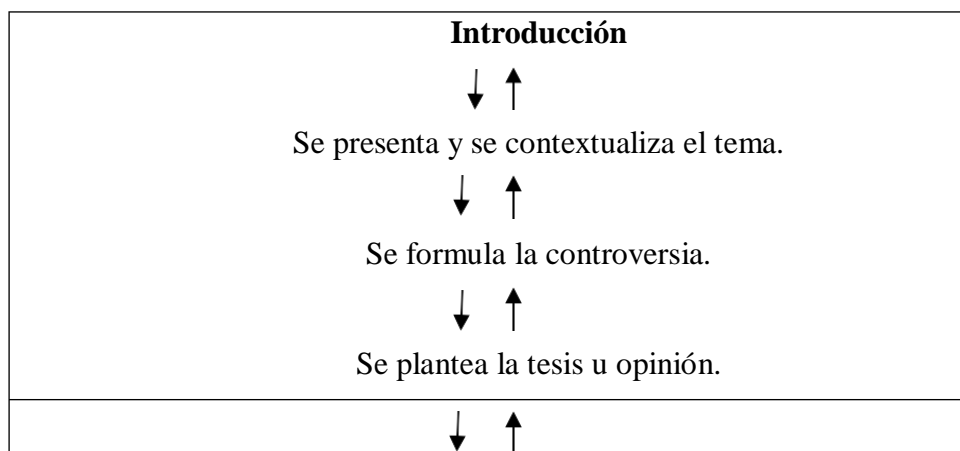 Introducción
Se presenta y se contextualiza el tema.
Se formula la controversia.
Se plantea la tesis u opinión.